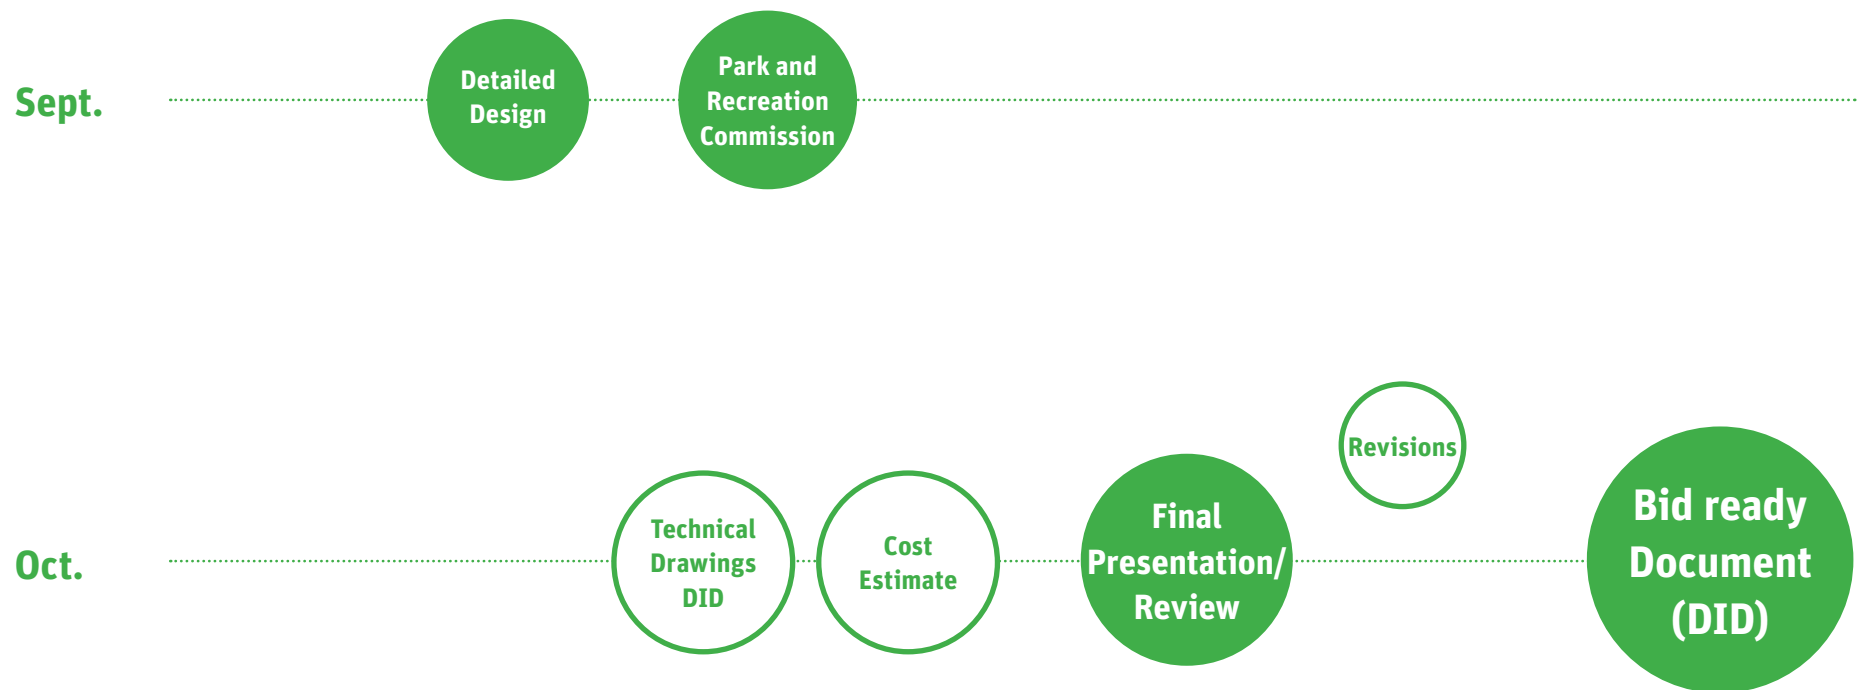 Sept.
Detailed
Design
Park and
Recreation
Commission
Oct.
Technical
Drawings
DID
Cost
Estimate
Final
Presentation/
Review
Revisions
Bid ready
Document
(DID)